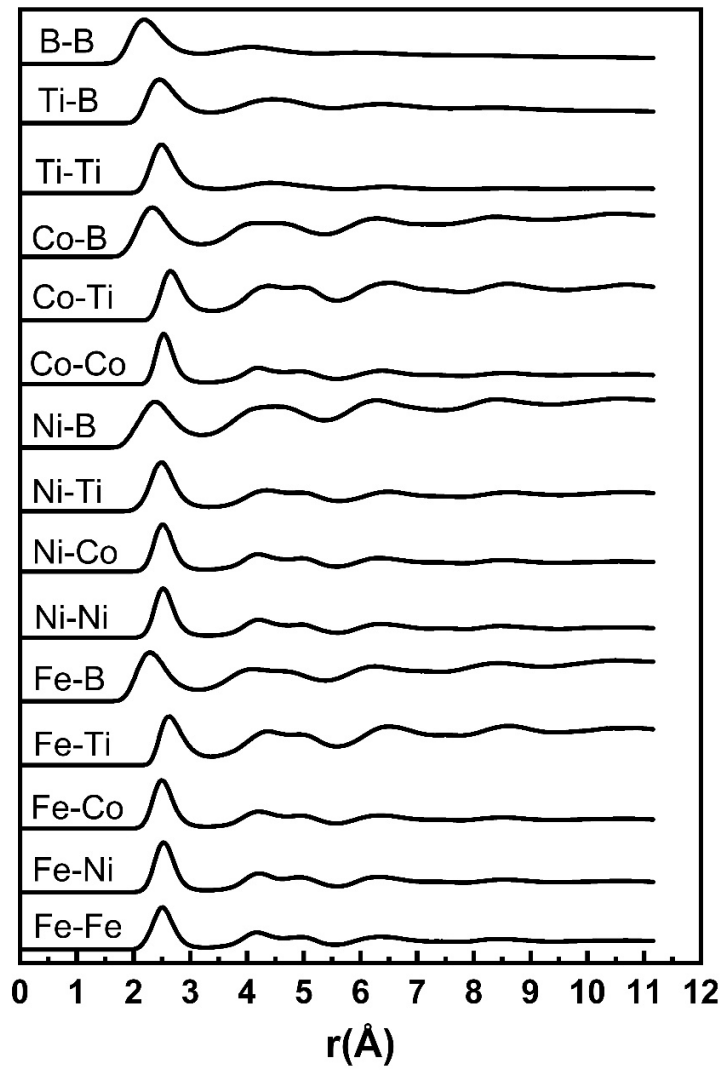 B-B
Ti-B
Ti-Ti
Co-B
Co-Ti
Co-Co
Ni-B
Ni-Ti
Ni-Co
Ni-Ni
Fe-B
Fe-Ti
Fe-Co
Fe-Ni
Fe-Fe
0 1 2 3 4 5 6 7 8 9 10 11 12
r(Å)